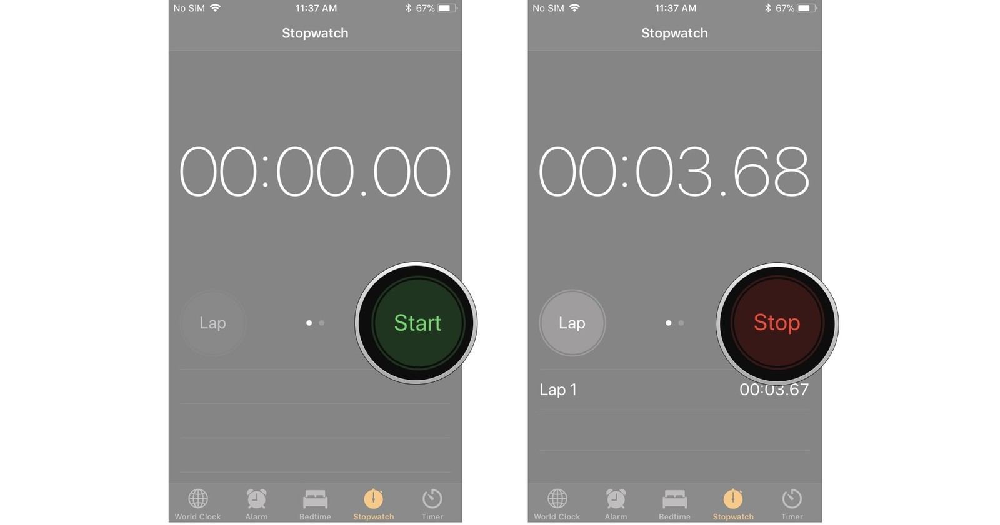 No SIM 11:37 AM 67%
Stopwatch
00:00.00
Lap Start
World Clock Alarm Bedtime Stopwatch Timer
No SIM 11:37 AM 67%
Stopwatch
00:03.68
Lap Stop
Lap 1 00:03.67
World Clock Alarm Bedtime Stopwatch Timer